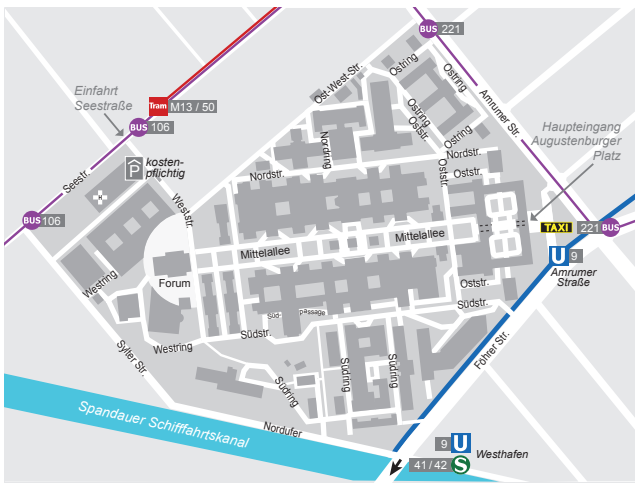 BUS 221
Ostring
Ostring
Ost-West-Str.
Amrumer Str.
Einfahrt
Seestraße
Tram M13 / 50
BUS 106
Ostring
Oststr.
Ostring
Nordring
Haupteingang
Augustenburger
Platz
kosten-
pflichtig
P
Nordstr.
Nordstr.
Oststr.
Oststr.
Seestr.
H
Weststr.
BUS 106
Mittelallee
Mittelallee
TAXI
221 BUS
U 9
Amrumer
Straße
Westring
Forum
Oststr.
Südstr.
Süd-
passage
Südstr.
Westring
Sylter Str.
Föhrer Str.
Südring
Südring
Südring
Spandauer Schifffahrtskanal
Nordufer
9 U
Westhafen
41 / 42 S